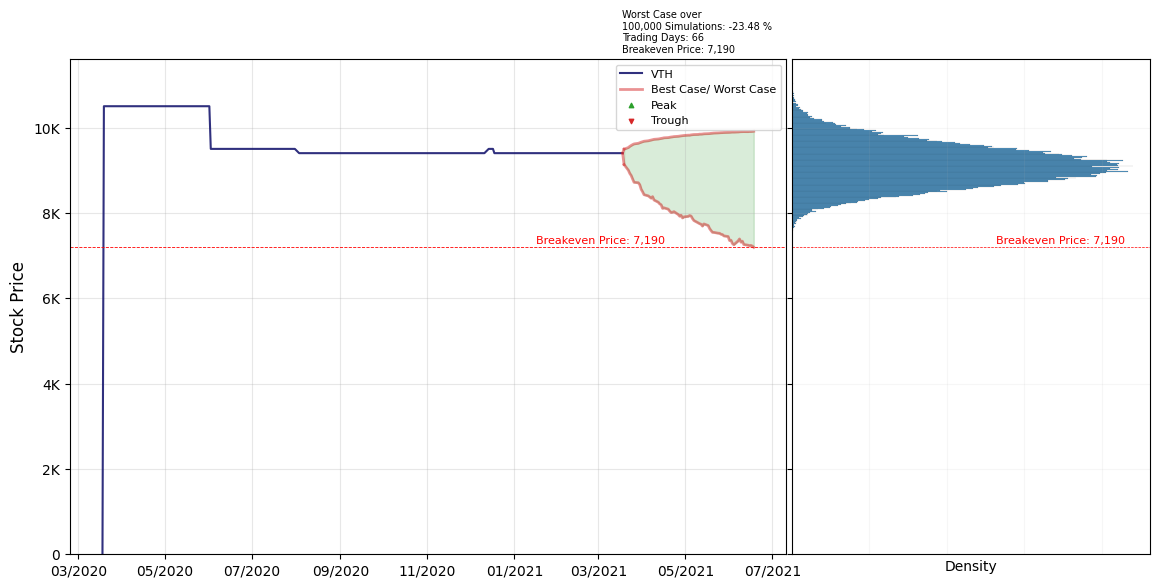 Worst Case over
100,000 Simulations: -23.48 %
Trading Days: 66
Breakeven Price: 7,190
VTH
Best Case/ Worst Case
Peak
Trough
10K
8K
6K
4K
2K
0
Stock Price
Breakeven Price: 7,190
Breakeven Price: 7,190
03/2020 05/2020 07/2020 09/2020 11/2020 01/2021 03/2021 05/2021 07/2021
Density